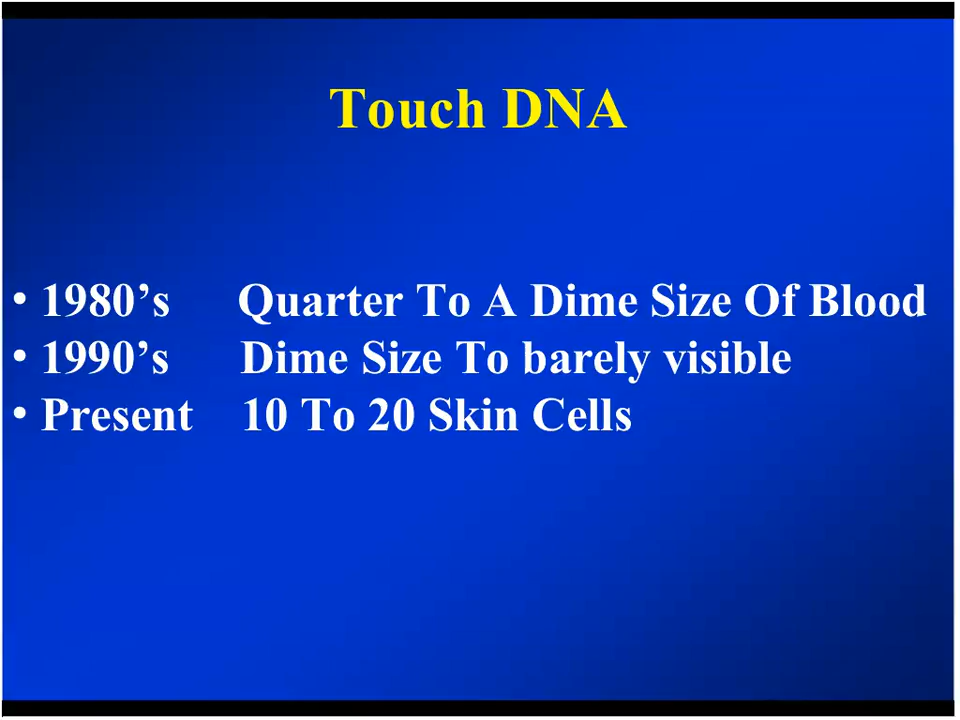 Touch DNA
• 1980’s Quarter To A Dime Size Of Blood
• 1990’s Dime Size To barely visible
• Present 10 To 20 Skin Cells